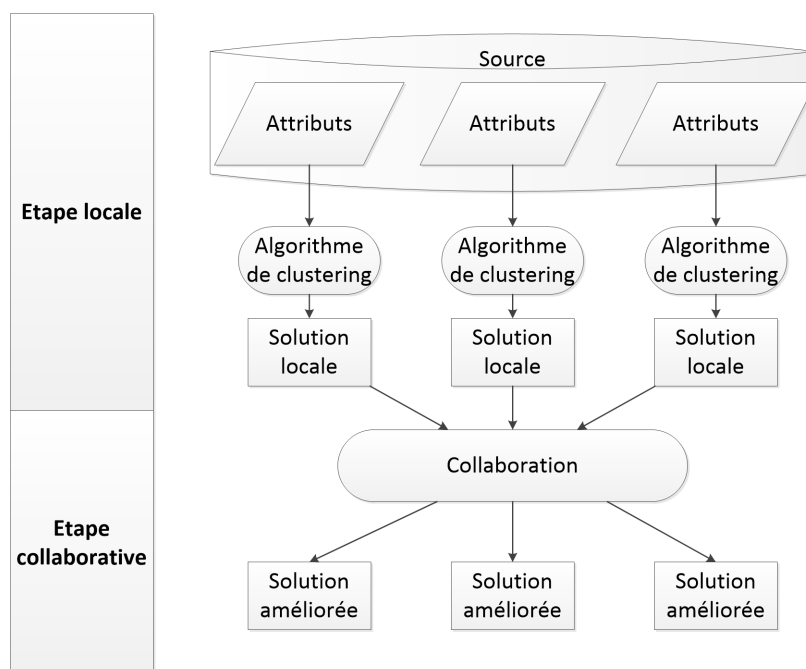 Source
Attributs
Attributs
Attributs
Etape locale
Algorithme
de clustering
Algorithme
de clustering
Algorithme
de clustering
Solution
locale
Solution
locale
Solution
locale
Collaboration
Etape
collaborative
Solution
améliorée
Solution
améliorée
Solution
améliorée